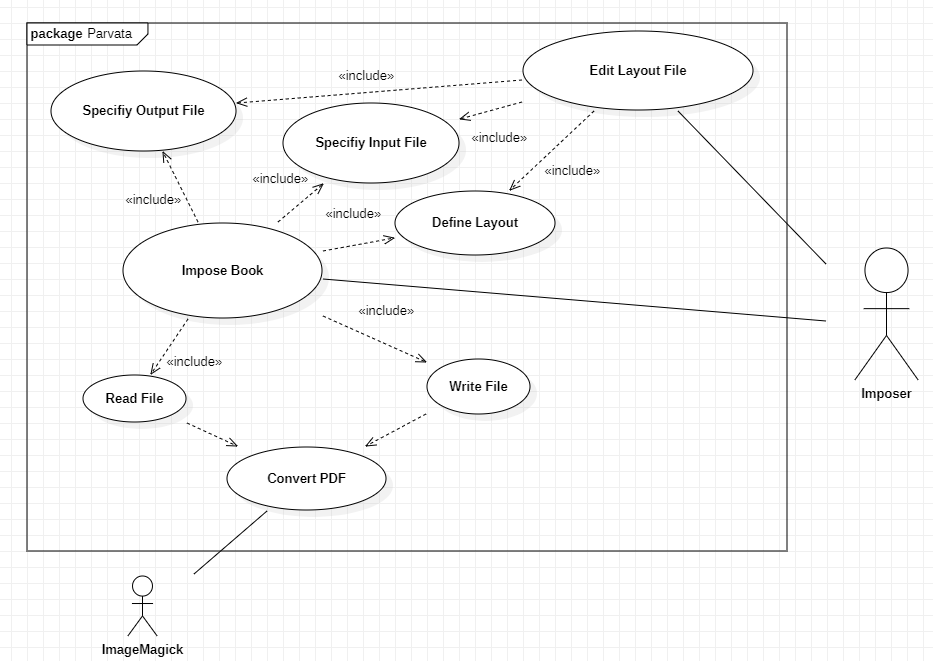 package Parvata
Edit Layout File
«include»
Specifiy Output File
Specifiy Input File
«include»
«include»
«include»
«include»
«include»
Define Layout
Impose Book
«include»
«include»
Read File
Write File
Imposer
Convert PDF
ImageMagick